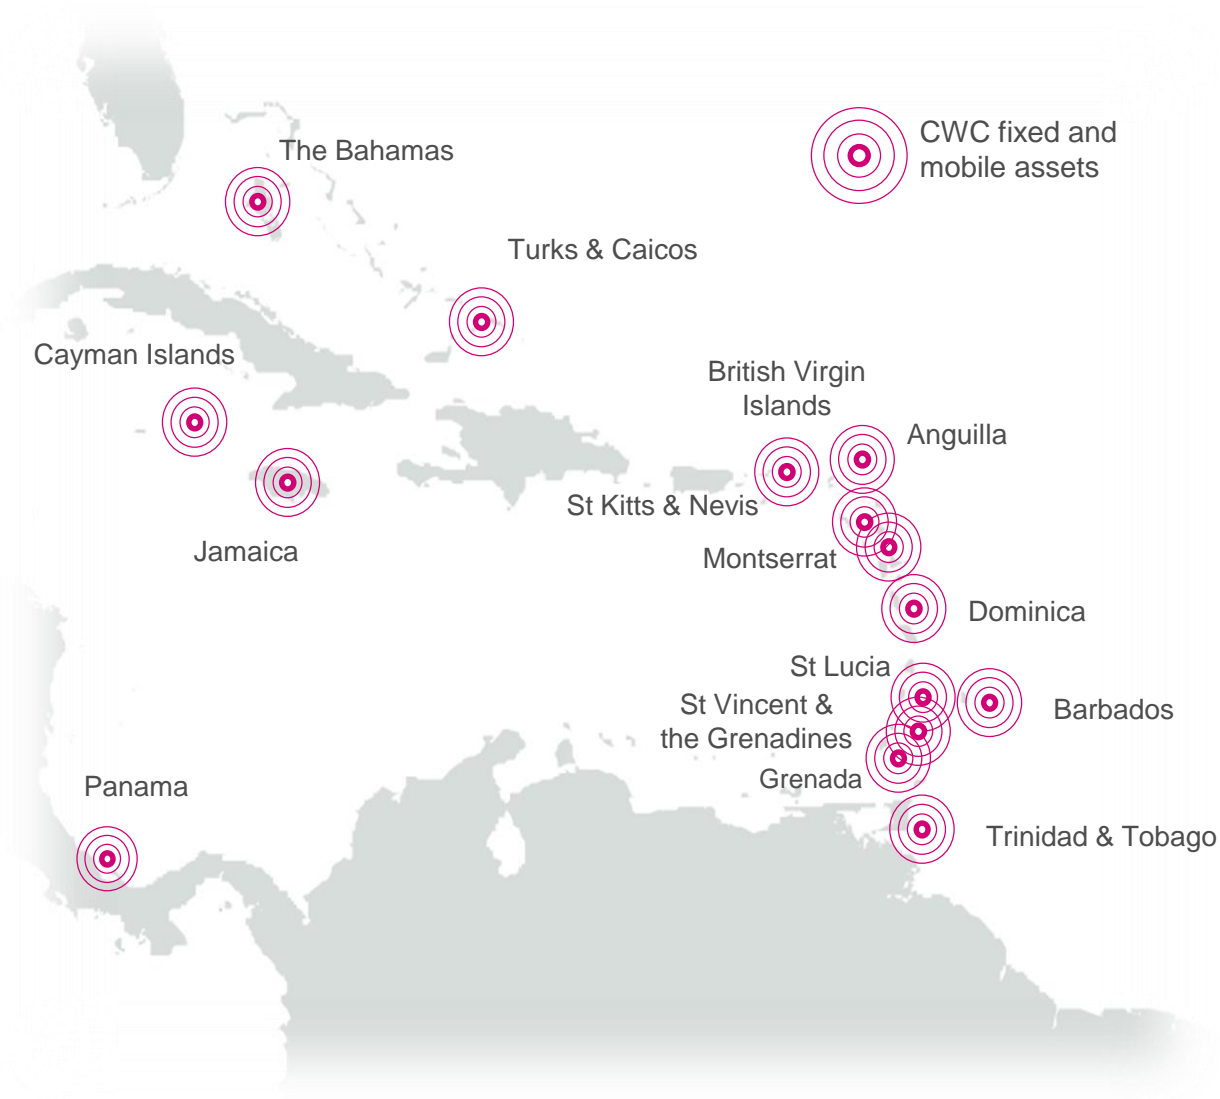 The Bahamas
CWC fixed and
mobile assets
Turks & Caicos
Cayman Islands
British Virgin
Islands
Anguilla
St Kitts & Nevis
Jamaica
Montserrat
Dominica
St Lucia
St Vincent &
the Grenadines
Barbados
Grenada
Panama
Trinidad & Tobago